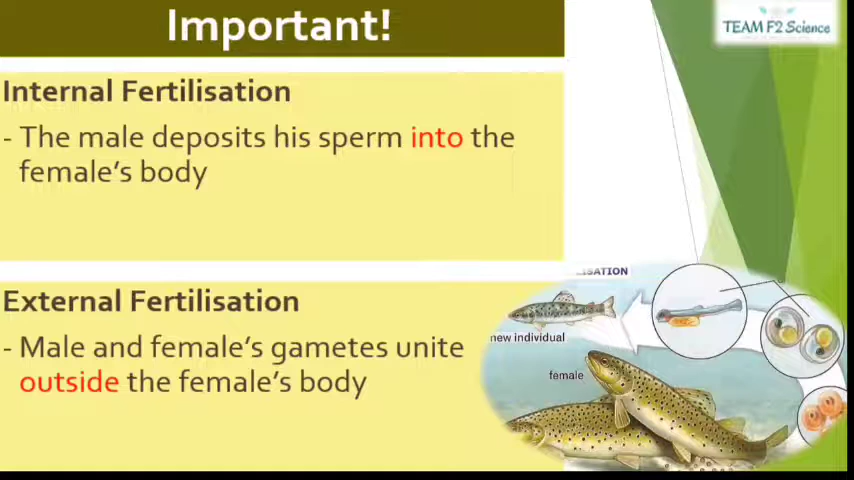 Important!
TEAM F2 Science
Internal Fertilisation
- The male deposits his sperm into the
female's body
External Fertilisation
- Male and female's gametes unite
outside the female's body
new individual
female